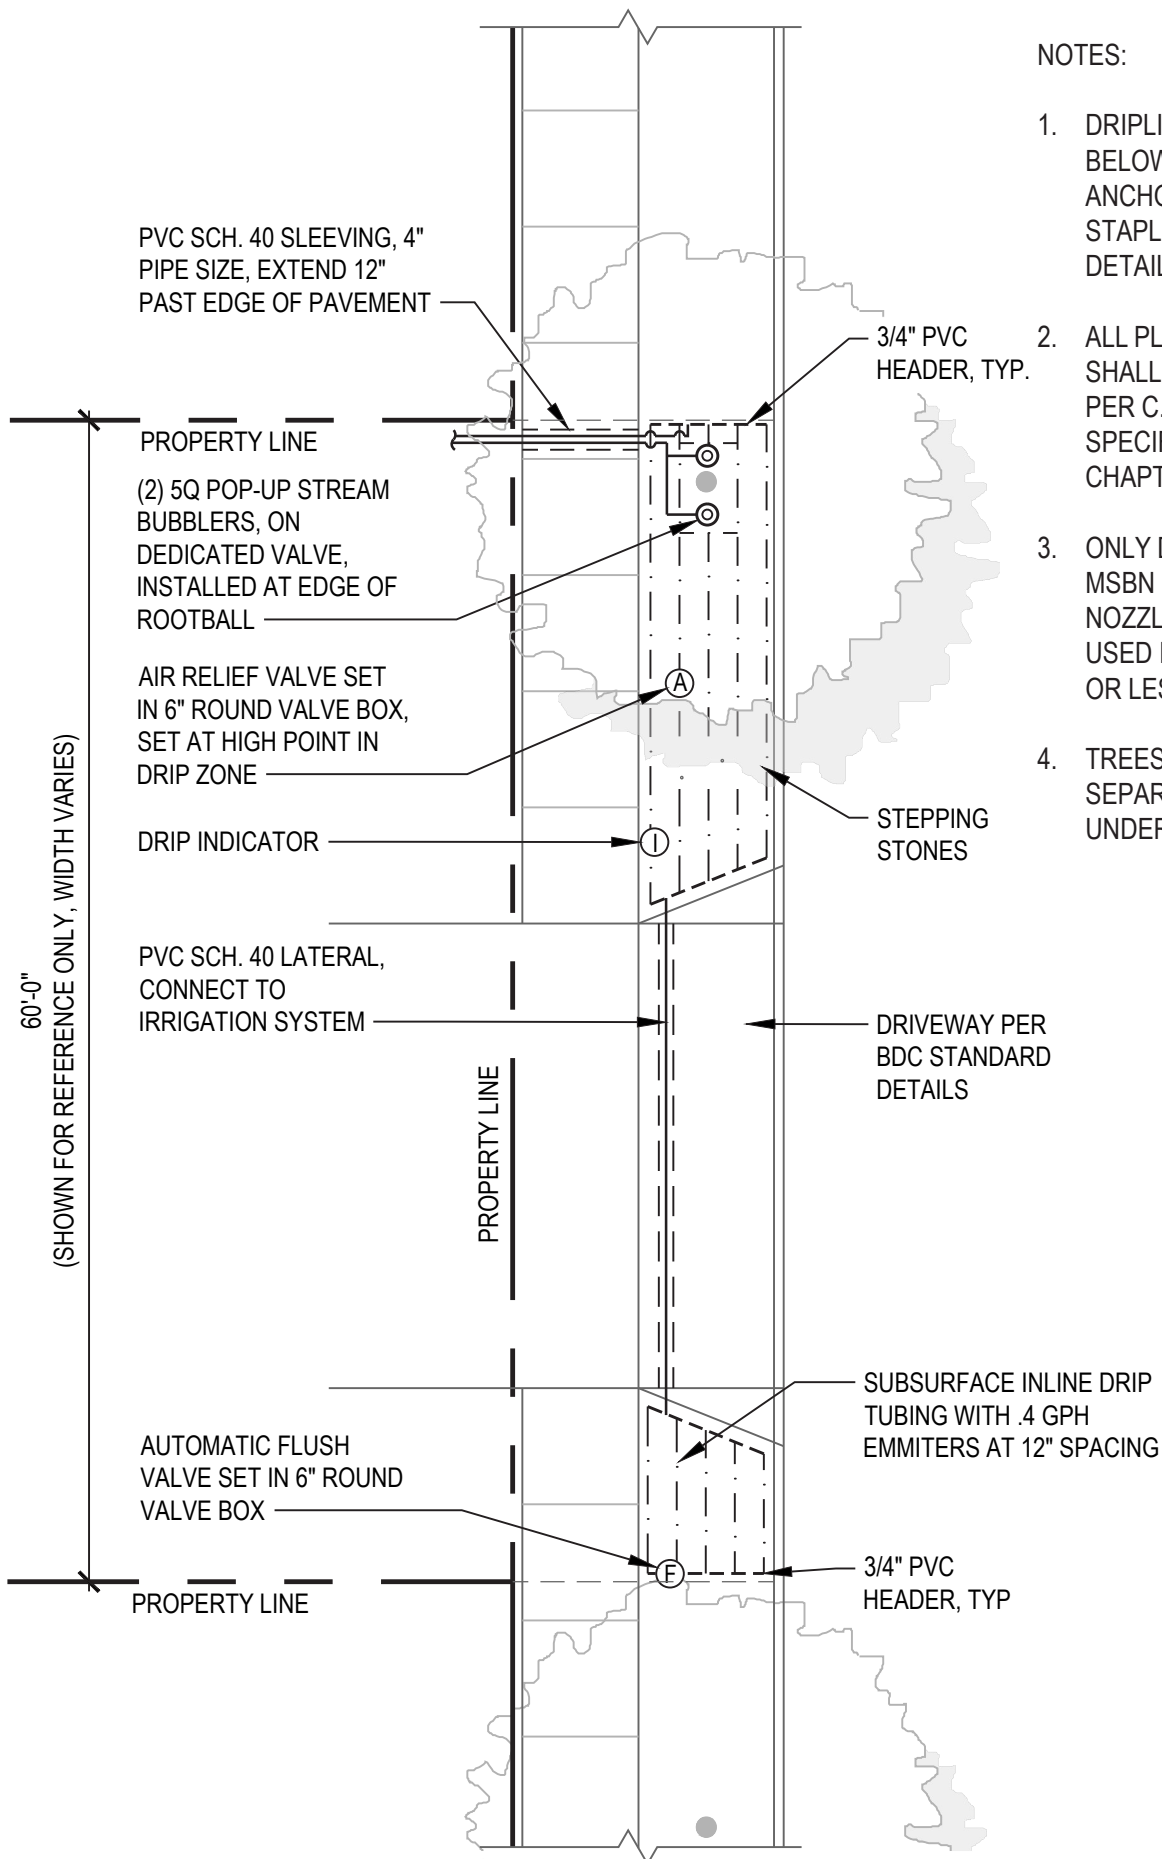 PVC SCH. 40 SLEEVING, 4"
PIPE SIZE, EXTEND 12"
PAST EDGE OF PAVEMENT
PROPERTY LINE
(2) 5Q POP-UP STREAM
BUBBLERS, ON
DEDICATED VALVE,
INSTALLED AT EDGE OF
ROOTBALL
AIR RELIEF VALVE SET
IN 6" ROUND VALVE BOX,
SET AT HIGH POINT IN
DRIP ZONE
DRIP INDICATOR
PVC SCH. 40 LATERAL,
CONNECT TO
IRRIGATION SYSTEM
60'-0"
(SHOWN FOR REFERENCE ONLY, WIDTH VARIES)
PROPERTY LINE
AUTOMATIC FLUSH
VALVE SET IN 6" ROUND
VALVE BOX
PROPERTY LINE
A
I
F
3/4" PVC
HEADER, TYP.
STEPPING
STONES
DRIVEWAY PER
BDC STANDARD
DETAILS
SUBSURFACE INLINE DRIP
TUBING WITH .4 GPH
EMMITERS AT 12" SPACING
3/4" PVC
HEADER, TYP
NOTES:
1. DRIPLI
BELOW
ANCHO
STAPL
DETAIL
2. ALL PL
SHALL
PER C.
SPECIF
CHAPT
3. ONLY D
MSBN
NOZZL
USED
OR LES
4. TREES
SEPAR
UNDER